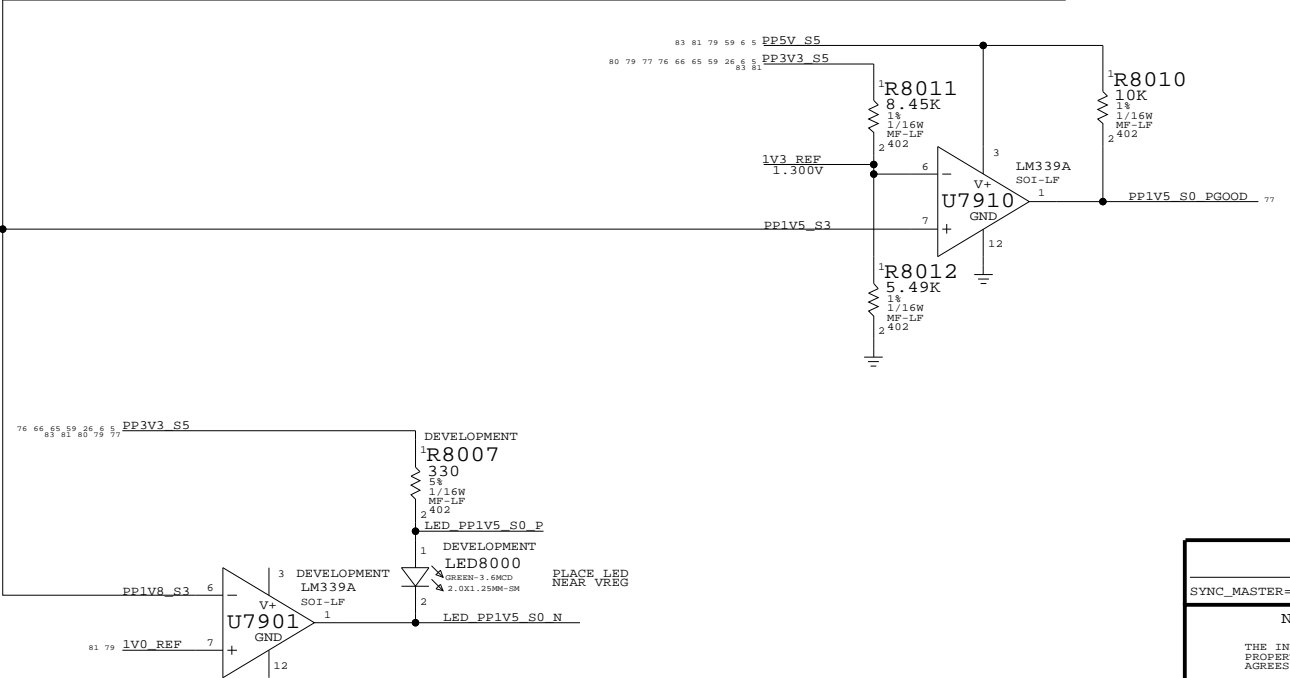 83 81 79 59 6 5 PP5V_S5
80 79 77 76 66 65 59 26 6 5 PP3V3_S5
83 81
1
R8011
8.45K
1%
1/16W
MF-LF
402
2
1
R8010
10K
1%
1/16W
MF-LF
402
2
1V3_REF
1.300V
6
-
3
V+
LM339A
SOI-LF
U7910
1
PP1V5_S0_PGOOD 77
GND
PP1V5_S3
7
+
12
1
R8012
5.49K
1%
1/16W
MF-LF
402
2
76 66 65 59 26 6 5 PP3V3_S5
83 81 80 79 77
DEVELOPMENT
1
R8007
330
5%
1/16W
MF-LF
402
2
LED_PP1V5_S0_P
1
DEVELOPMENT
LED8000
GREEN-3.6MCD
2.0X1.25MM-SM
2
PLACE LED
NEAR VREG
3
DEVELOPMENT
LM339A
SOI-LF
PP1V8_S3
6
-
V+
U7901
1
LED_PP1V5_S0_N
GND
81 79 1V0_REF
7
+
12
SYNC_MASTER=
N
THE IN
PROPER
AGREES